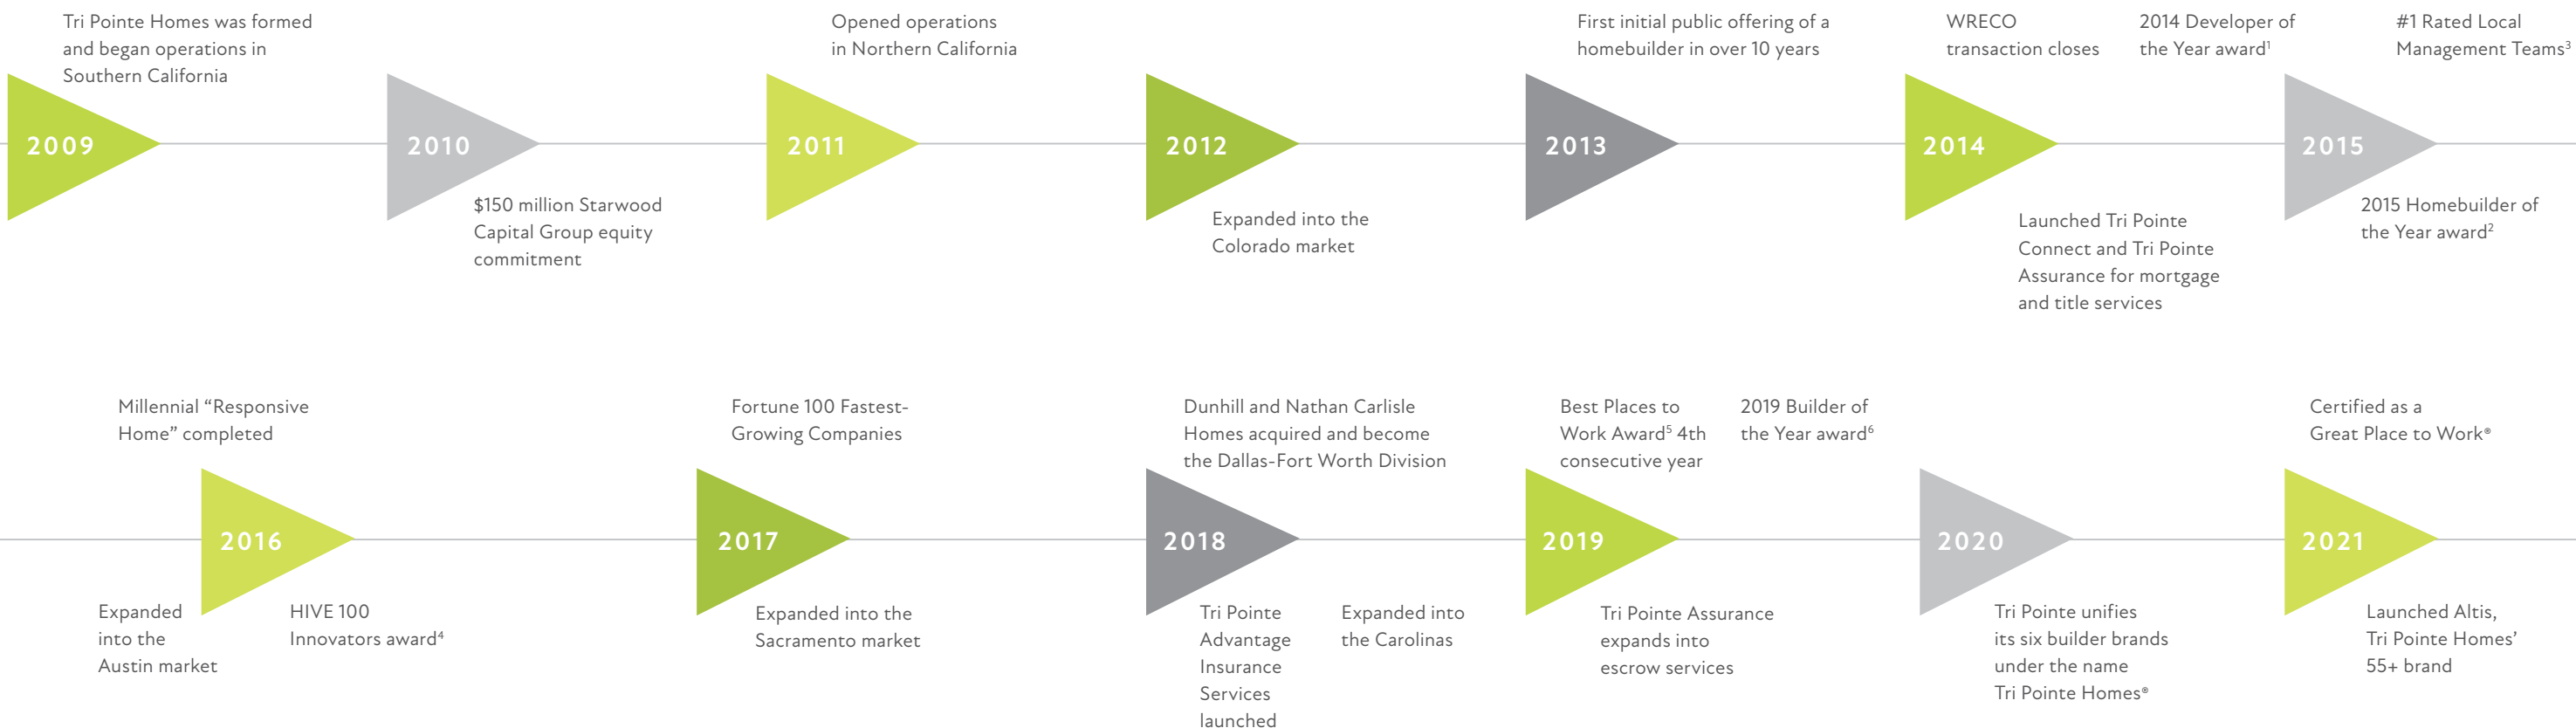 Tri Pointe Homes was formed
and began operations in
Southern California
2009
2010
$150 million Starwood
Capital Group equity
commitment
Opened operations
in Northern California
2011
2012
Expanded into the
Colorado market
First initial public offering of a
homebuilder in over 10 years
2013
WRECO
transaction closes
2014 Developer of
the Year award¹
2014
Launched Tri Pointe
Connect and Tri Pointe
Assurance for mortgage
and title services
#1 Rated Local
Management Teams³
2015
2015 Homebuilder of
the Year award²
Millennial “Responsive
Home” completed
2016
Expanded
into the
Austin market
HIVE 100
Innovators award⁴
Fortune 100 Fastest-
Growing Companies
2017
Expanded into the
Sacramento market
Dunhill and Nathan Carlisle
Homes acquired and become
the Dallas-Fort Worth Division
2018
Tri Pointe
Advantage
Insurance
Services
launched
Expanded into
the Carolinas
Best Places to
Work Award⁵ 4th
consecutive year
2019 Builder of
the Year award⁶
2019
Tri Pointe Assurance
expands into
escrow services
2020
Tri Pointe unifies
its six builder brands
under the name
Tri Pointe Homes®
Certified as a
Great Place to Work®
2021
Launched Altis,
Tri Pointe Homes’
55+ brand